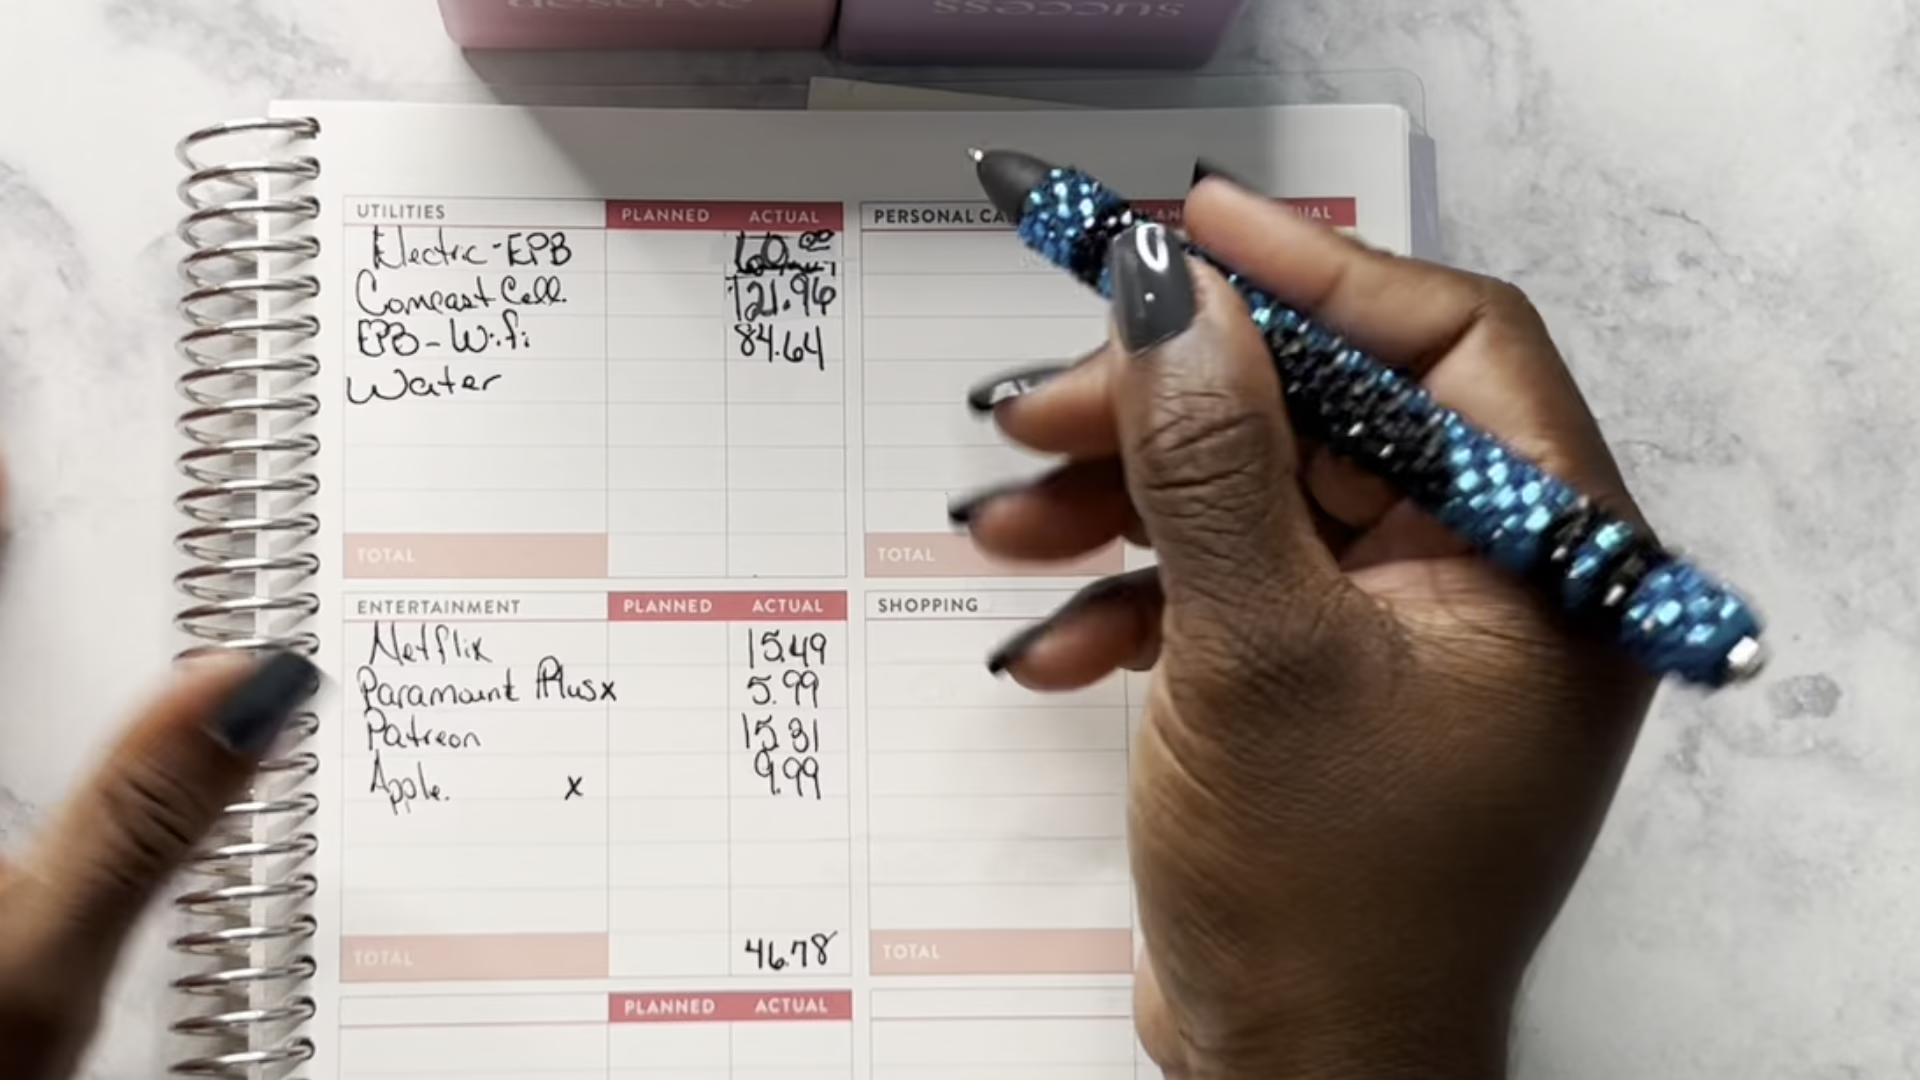 success
UTILITIES PLANNED ACTUAL
Electric-EPB 60.00
Comcast Cell. 121.96
EPB-Wifi 84.64
Water
TOTAL
ENTERTAINMENT PLANNED ACTUAL
Netflix 15.49
Paramount Plus x 5.99
Patreon 15.31
Apple. x 9.99
TOTAL 46.78
PLANNED ACTUAL
PERSONAL
TOTAL
SHOPPING
TOTAL